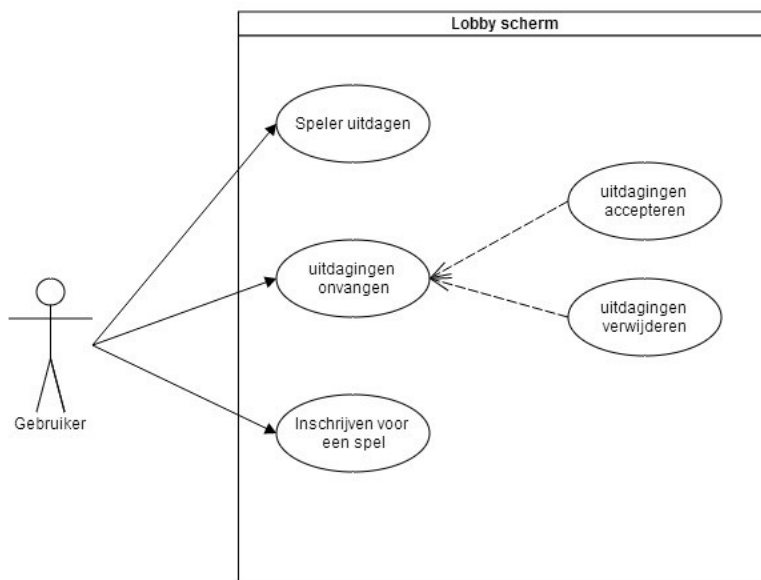 Lobby scherm
Speler uitdagen
uitdagingen
accepteren
uitdagingen
onvangen
uitdagingen
verwijderen
Inschrijven voor
een spel
Gebruiker